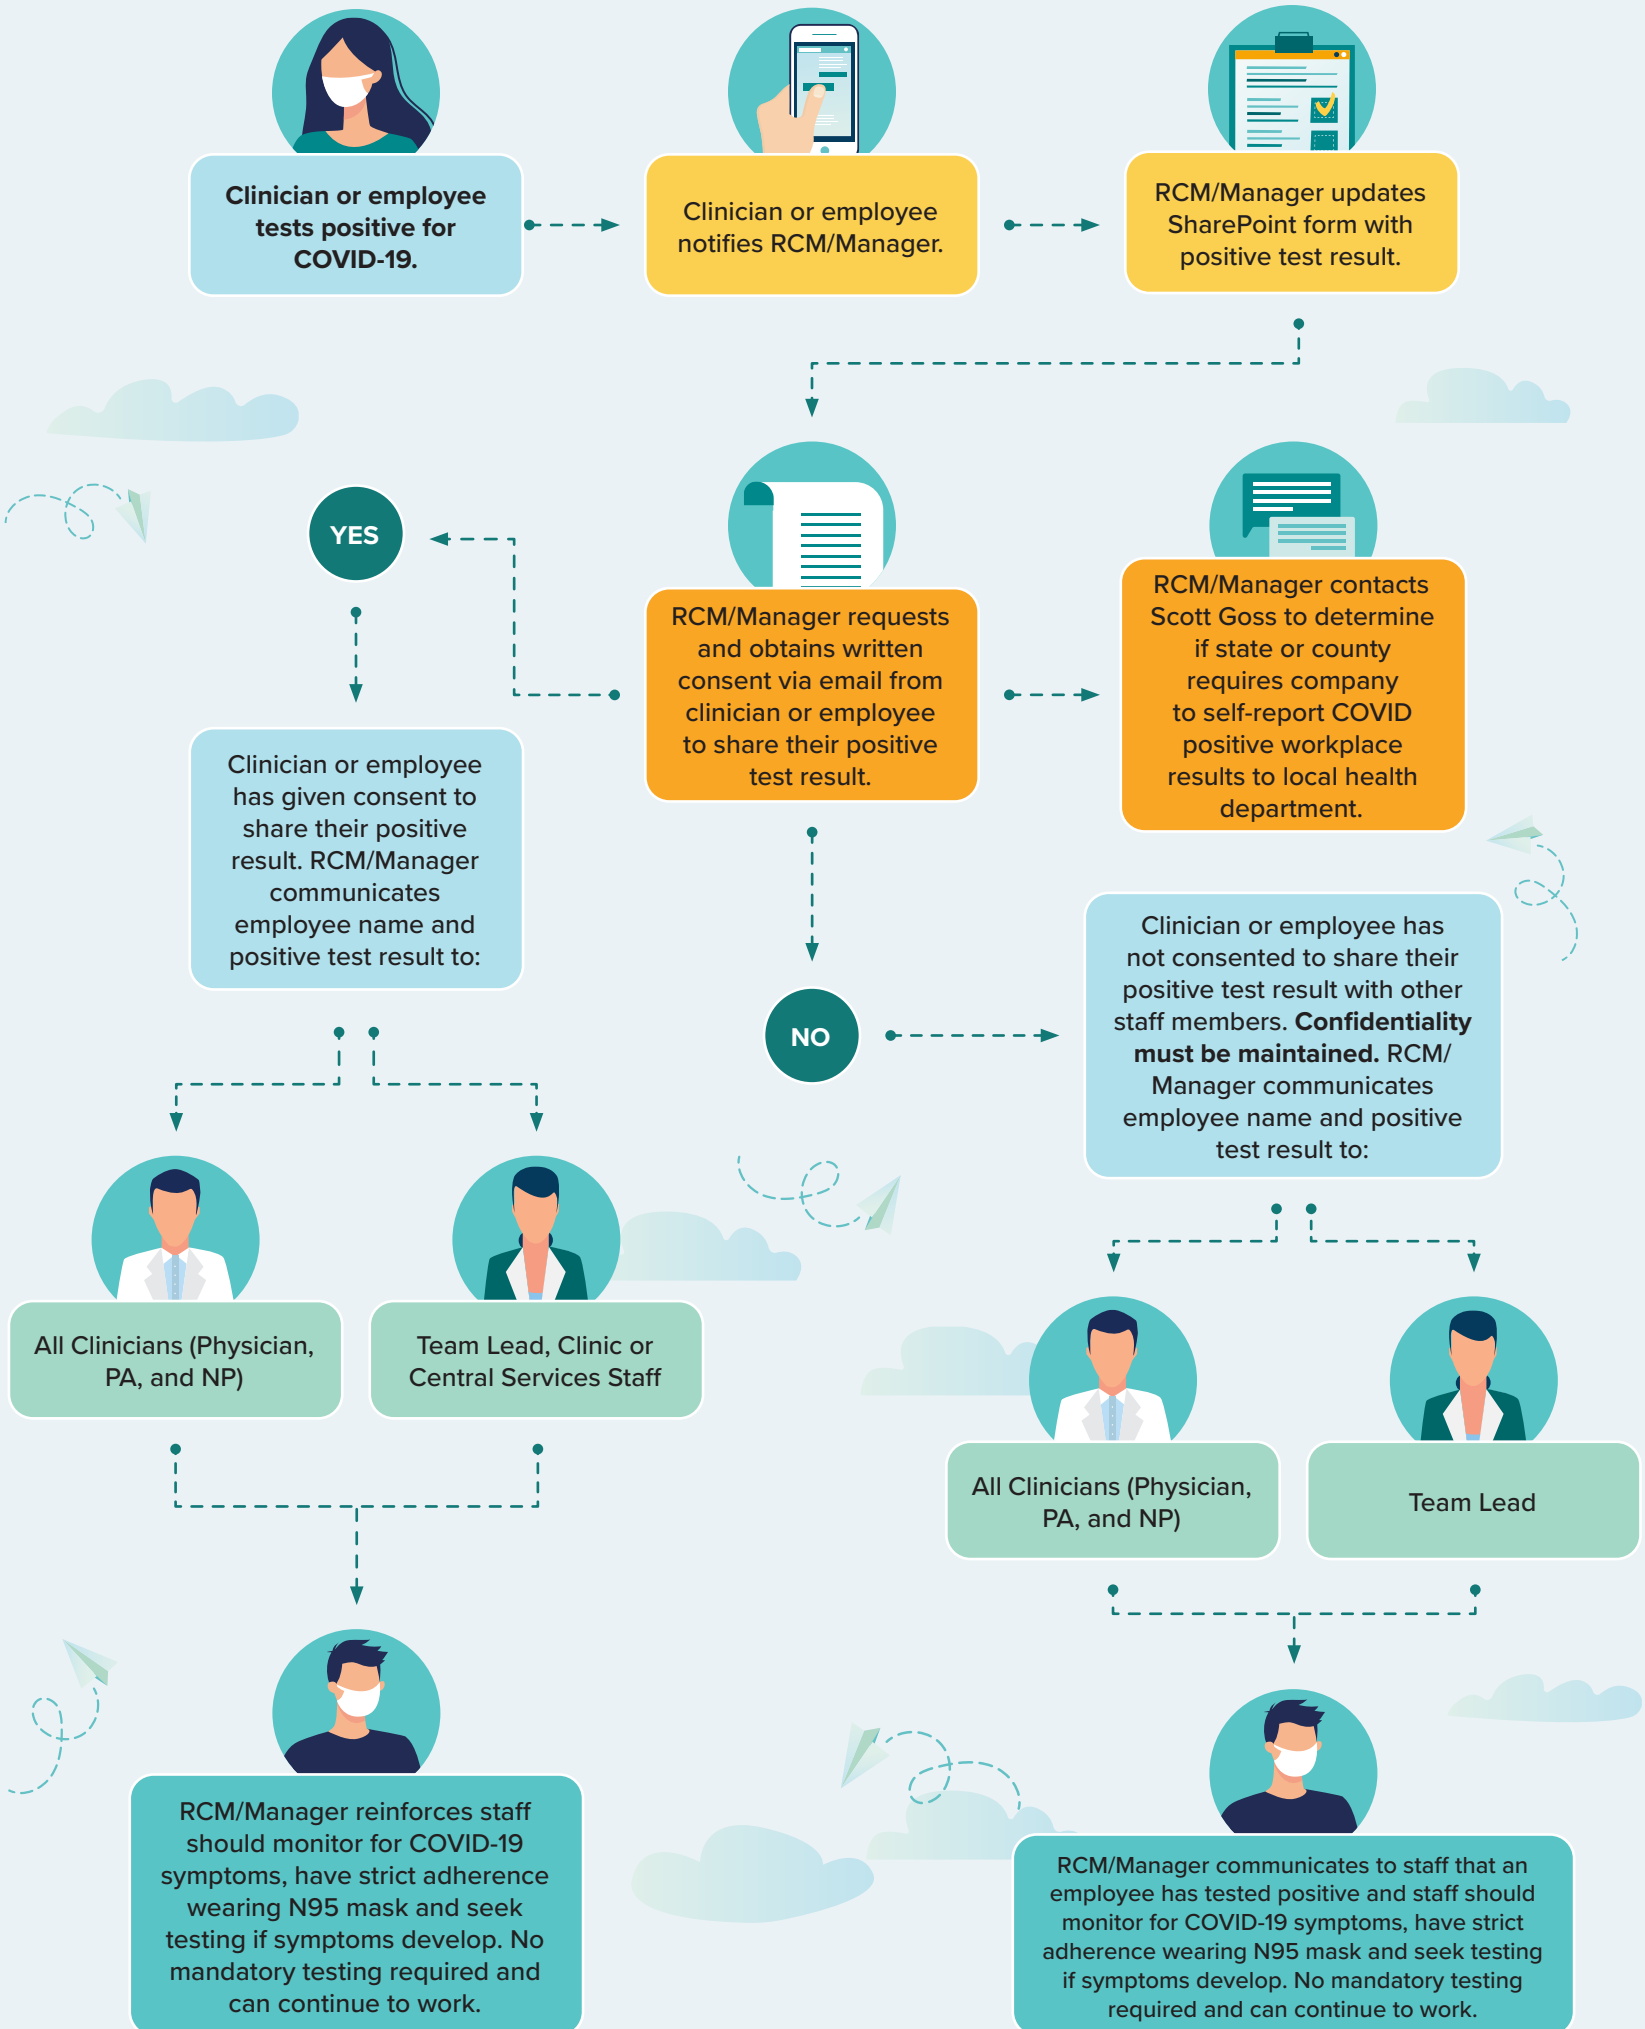 Clinician or employee
tests positive for
COVID-19.
Clinician or employee
notifies RCM/Manager.
RCM/Manager updates
SharePoint form with
positive test result.
YES
RCM/Manager requests
and obtains written
consent via email from
clinician or employee
to share their positive
test result.
RCM/Manager contacts
Scott Goss to determine
if state or county
requires company
to self-report COVID
positive workplace
results to local health
department.
Clinician or employee
has given consent to
share their positive
result. RCM/Manager
communicates
employee name and
positive test result to:
NO
Clinician or employee has
not consented to share their
positive test result with other
staff members. Confidentiality
must be maintained. RCM/
Manager communicates
employee name and positive
test result to:
All Clinicians (Physician,
PA, and NP)
Team Lead, Clinic or
Central Services Staff
All Clinicians (Physician,
PA, and NP)
Team Lead
RCM/Manager reinforces staff
should monitor for COVID-19
symptoms, have strict adherence
wearing N95 mask and seek
testing if symptoms develop. No
mandatory testing required and
can continue to work.
RCM/Manager communicates to staff that an
employee has tested positive and staff should
monitor for COVID-19 symptoms, have strict
adherence wearing N95 mask and seek testing
if symptoms develop. No mandatory testing
required and can continue to work.